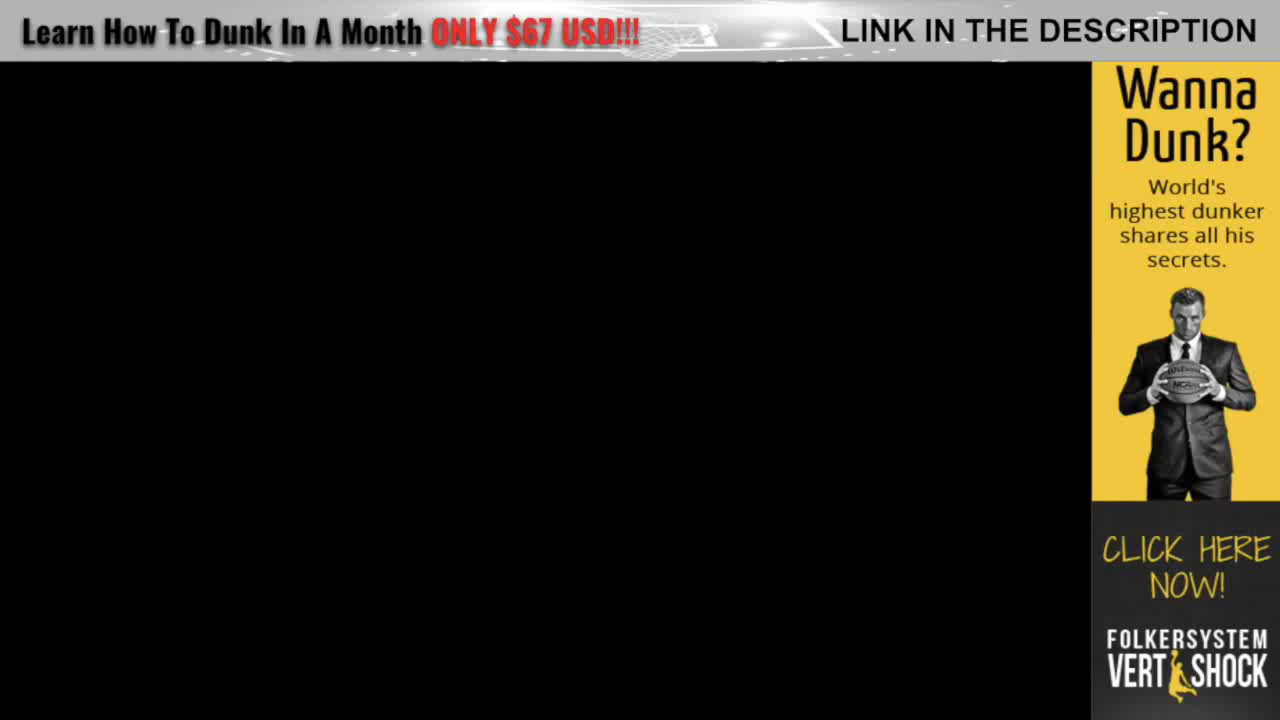 Learn How To Dunk In A Month ONLY $67 USD!!!
LINK IN THE DESCRIPTION
Wanna
Dunk?
World's
highest dunker
shares all his
secrets.
NCAA
CLICK HERE
NOW!
FOLKERSYSTEM
VERT SHOCK